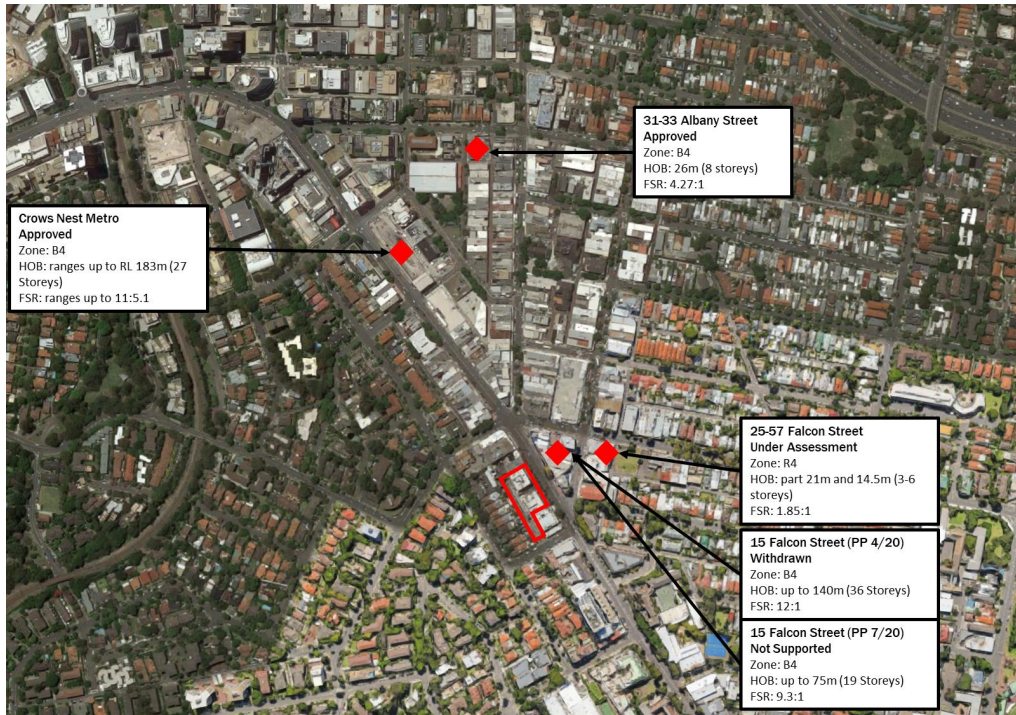 31-33 Albany Street
Approved
Zone: B4
HOB: 26m (8 storeys)
FSR: 4.27:1
Crows Nest Metro
Approved
Zone: B4
HOB: ranges up to RL 183m (27
Storeys)
FSR: ranges up to 11:5.1
25-57 Falcon Street
Under Assessment
Zone: R4
HOB: part 21m and 14.5m (3-6
storeys)
FSR: 1.85:1
15 Falcon Street (PP 4/20)
Withdrawn
Zone: B4
HOB: up to 140m (36 Storeys)
FSR: 12:1
15 Falcon Street (PP 7/20)
Not Supported
Zone: B4
HOB: up to 75m (19 Storeys)
FSR: 9.3:1